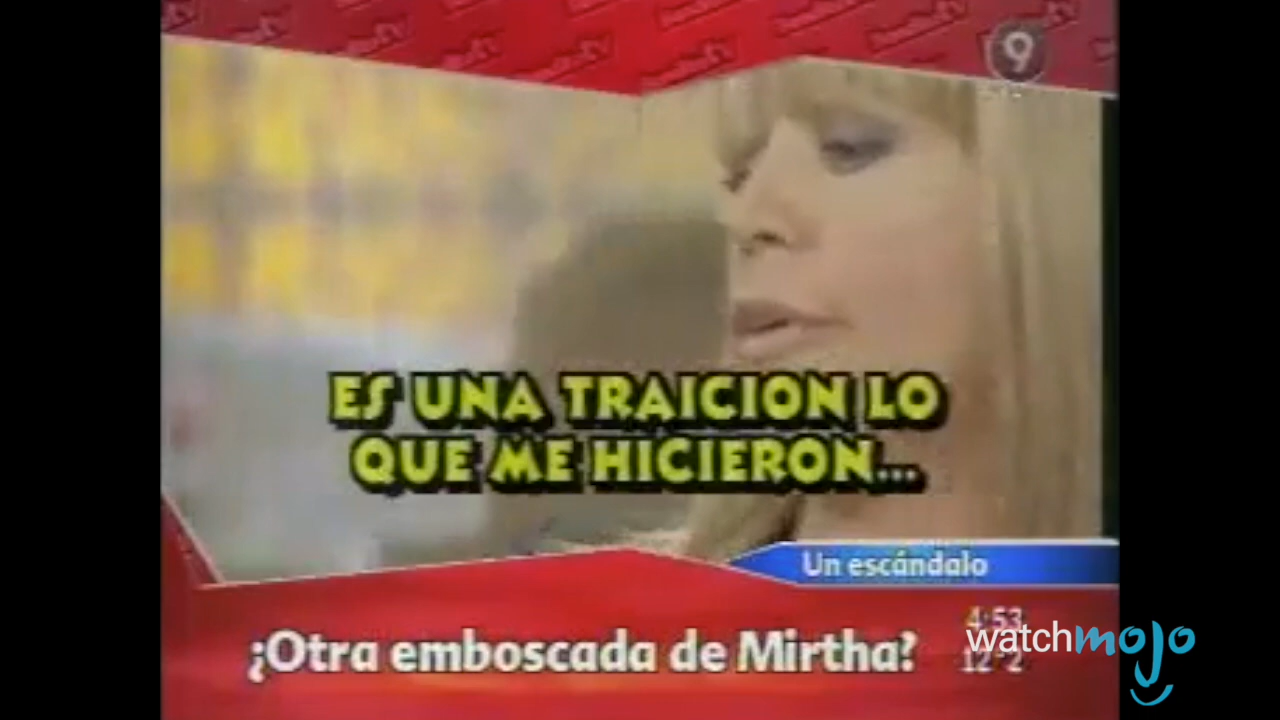 9
ES UNA TRAICION LO
QUE ME HICIERON...
Un escándalo
¿Otra emboscada de Mirtha?
4:53
watchmojo